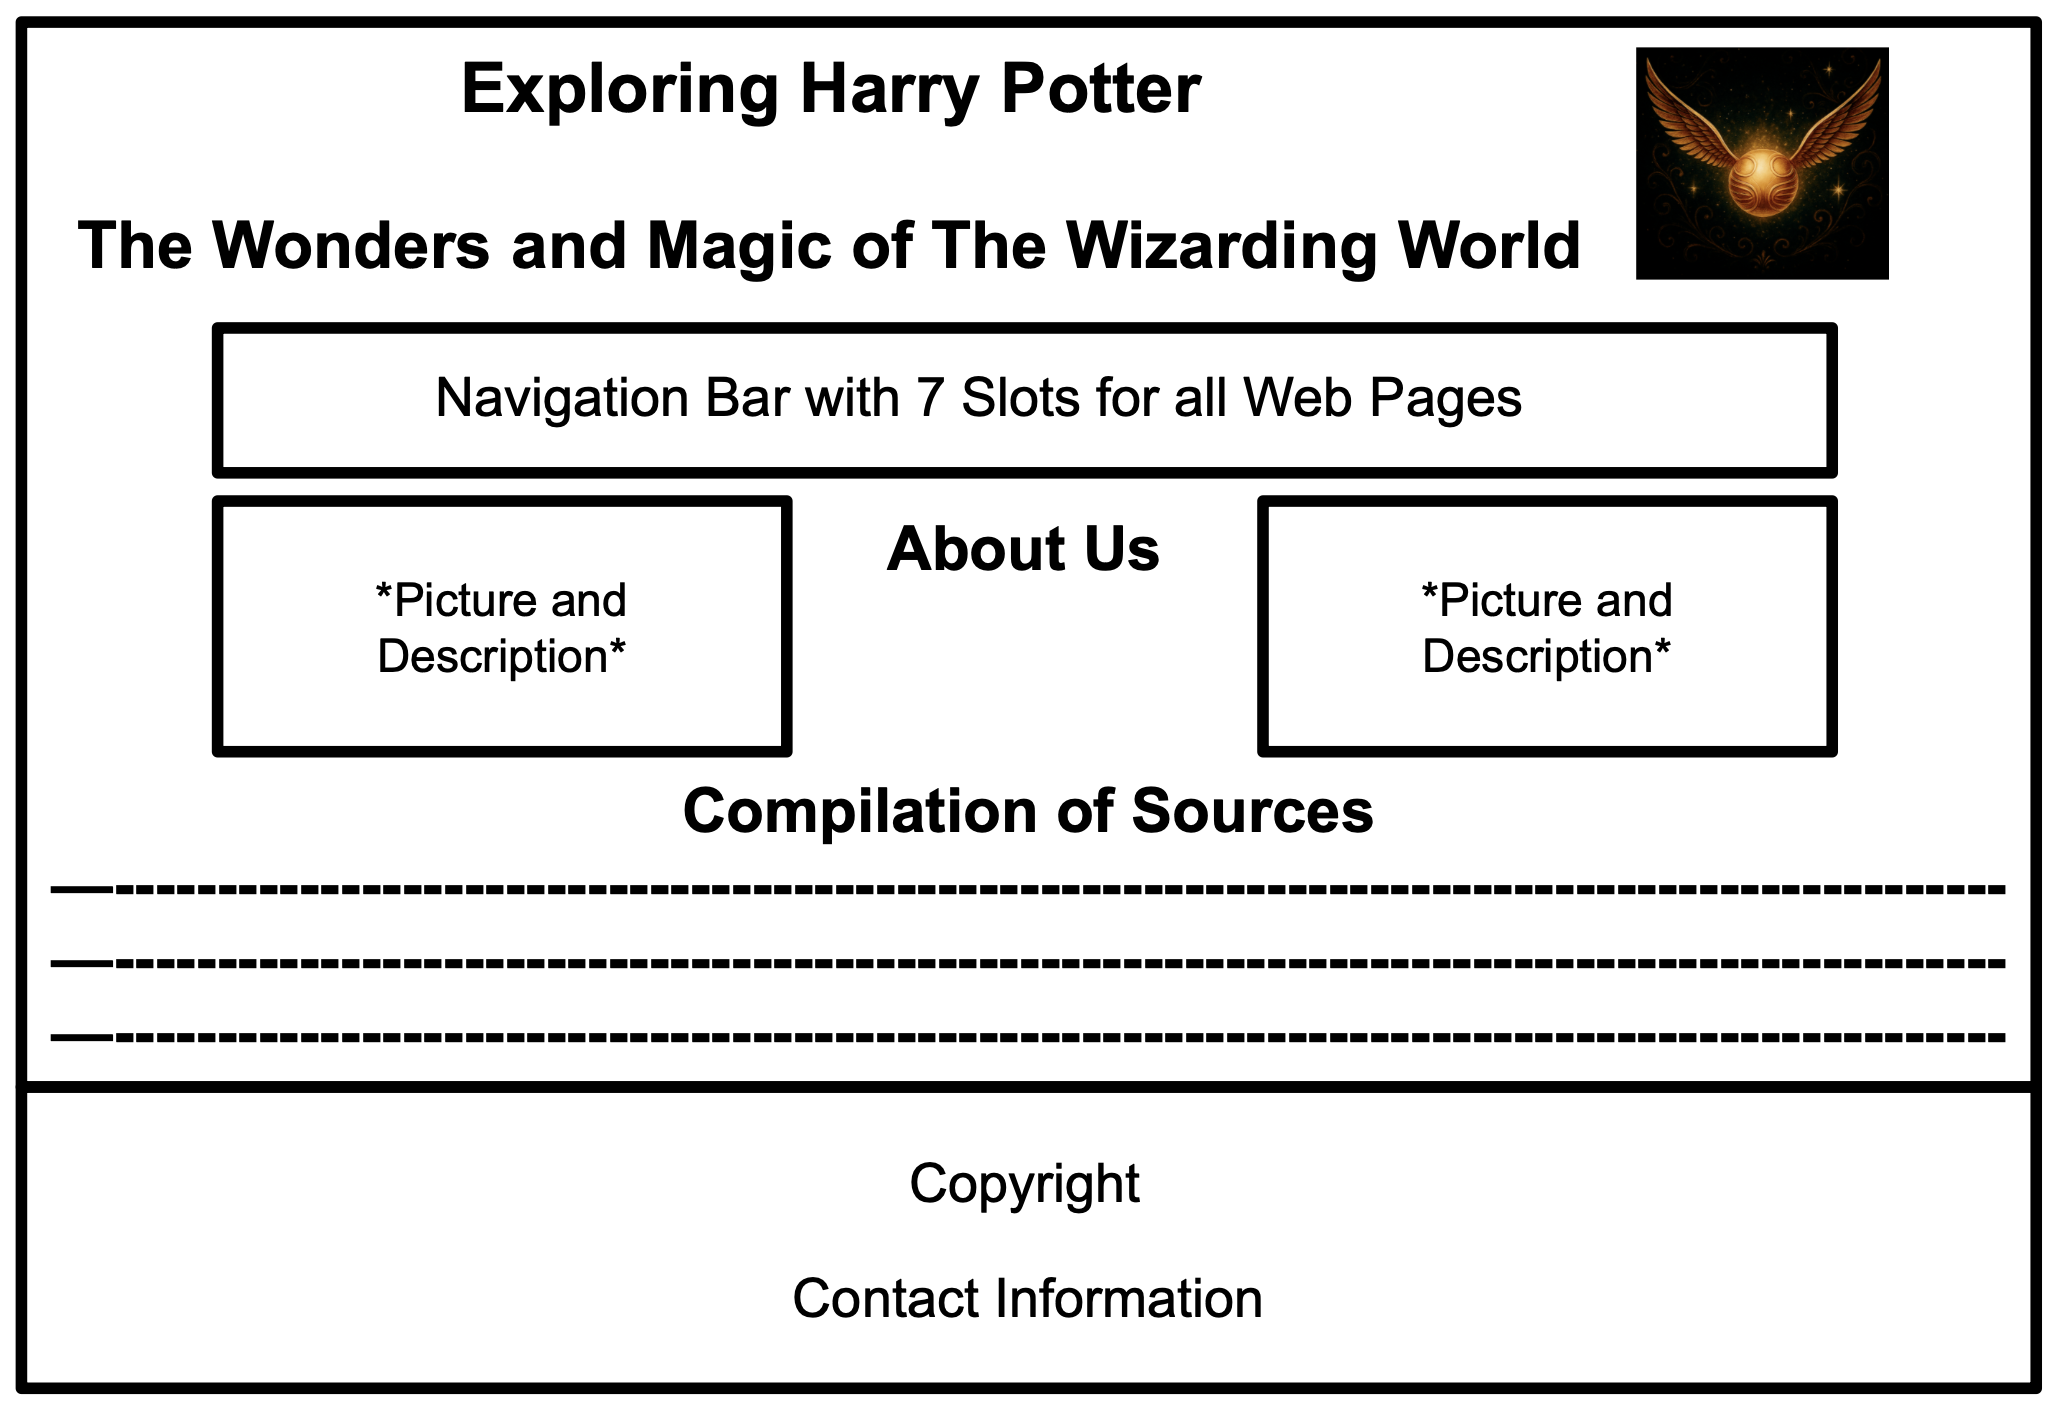 Exploring Harry Potter
The Wonders and Magic of The Wizarding World
Navigation Bar with 7 Slots for all Web Pages
About Us
*Picture and
Description*
*Picture and
Description*
Compilation of Sources
Copyright
Contact Information